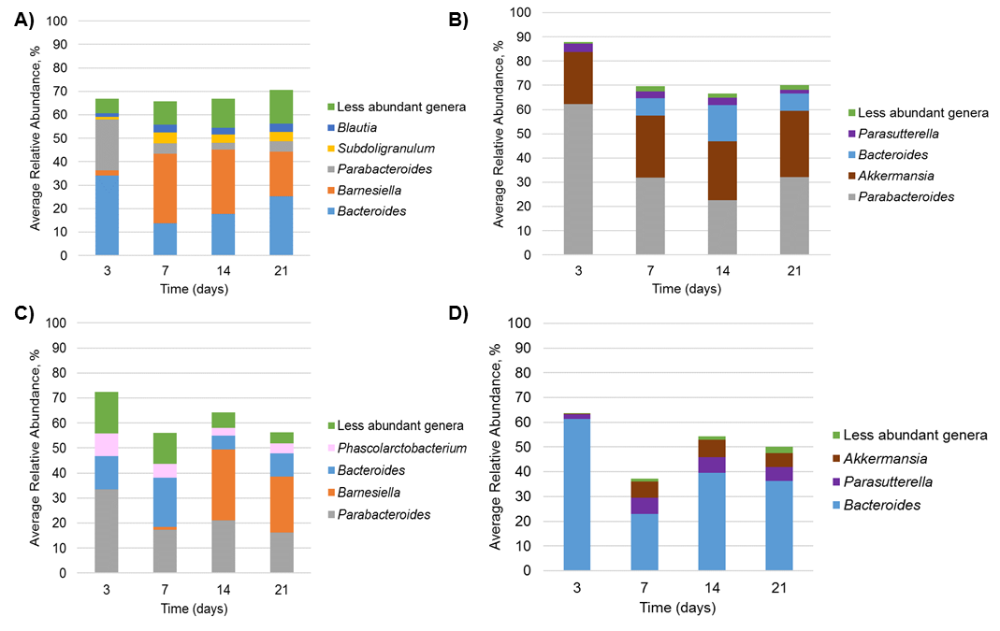 A)
Average Relative Abundance, %
100
90
80
70
60
50
40
30
20
10
0
3 7 14 21
Time (days)
Less abundant genera
Blautia
Subdoligranulum
Parabacteroides
Barnesiella
Bacteroides
B)
Average Relative Abundance, %
100
90
80
70
60
50
40
30
20
10
0
3 7 14 21
Time (days)
Less abundant genera
Parasutterella
Bacteroides
Akkermansia
Parabacteroides
C)
Average Relative Abundance, %
100
90
80
70
60
50
40
30
20
10
0
3 7 14 21
Time (days)
Less abundant genera
Phascolarctobacterium
Bacteroides
Barnesiella
Parabacteroides
D)
Average Relative Abundance, %
100
90
80
70
60
50
40
30
20
10
0
3 7 14 21
Time (days)
Less abundant genera
Akkermansia
Parasutterella
Bacteroides